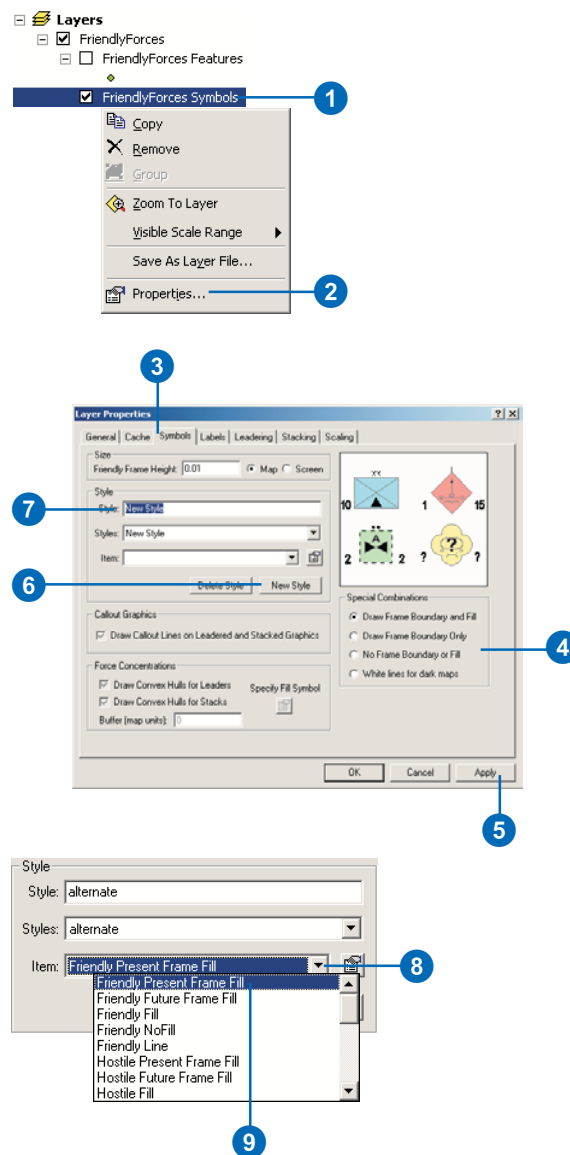 Layers
FriendlyForces
FriendlyForces Features
FriendlyForces Symbols
1
Copy
Remove
Group
Zoom To Layer
Visible Scale Range
Save As Layer File...
Properties...
2
3
Layer Properties
General Cache Symbols Labels Leadering Stacking Scaling
Size
Friendly Frame Height: 0.01 Map Screen
Style
7
Style: New Style
Styles: New Style
Item:
6
Delete Style New Style
Callout Graphics
Draw Callout Lines on Leadered and Stacked Graphics
Force Concentrations
Draw Convex Hulls for Leaders
Draw Convex Hulls for Stacks
Specify Fill Symbol
Buffer (map units): 0
XY
10 1 15
A
2 2 ? ? ?
Special Combinations
Draw Frame Boundary and Fill
Draw Frame Boundary Only
No Frame Boundary or Fill
White lines for dark maps
4
OK Cancel Apply
5
Style
Style: alternate
Styles: alternate
Item: Friendly Present Frame Fill
8
Friendly Present Frame Fill
Friendly Future Frame Fill
Friendly Fill
Friendly NoFill
Friendly Line
Hostile Present Frame Fill
Hostile Future Frame Fill
Hostile Fill
9